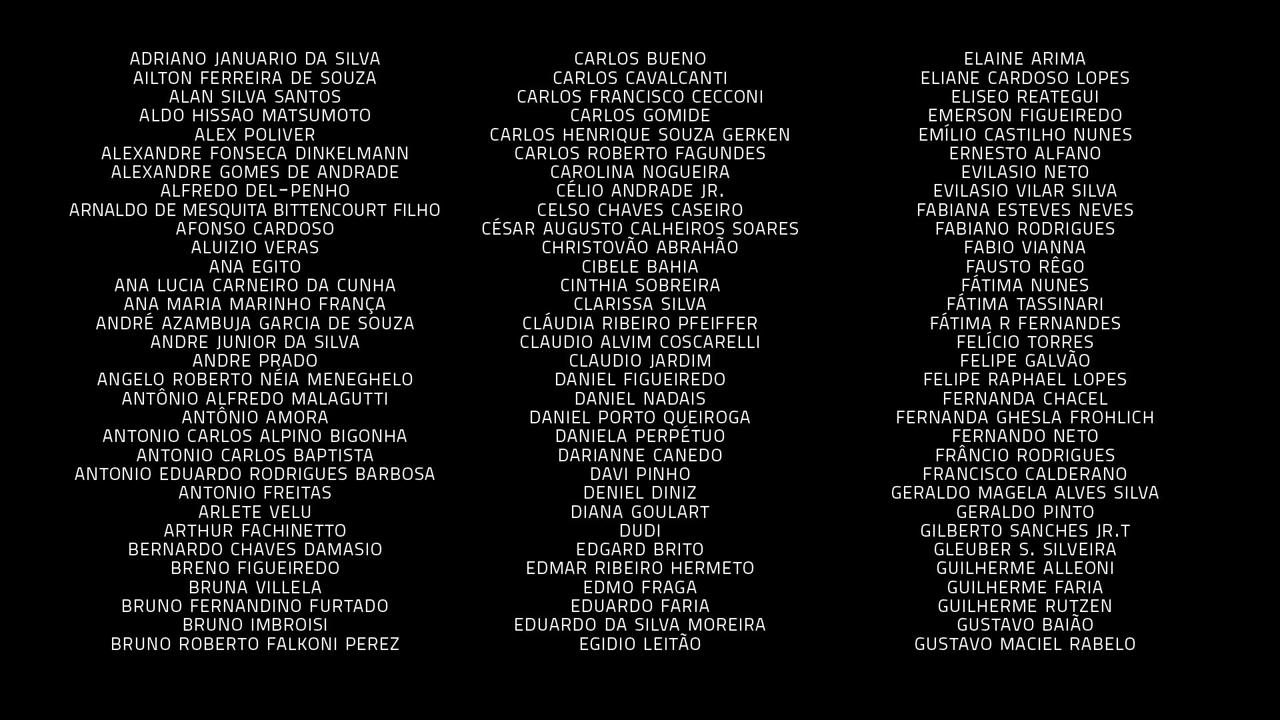 ADRIANO JANUARIO DA SILVA
AILTON FERREIRA DE SOUZA
ALAN SILVA SANTOS
ALDO HISSAO MATSUMOTO
ALEX POLIVER
ALEXANDRE FONSECA DINKELMANN
ALEXANDRE GOMES DE ANDRADE
ALFREDO DEL-PENHO
ARNALDO DE MESQUITA BITTENCOURT FILHO
AFONSO CARDOSO
ALUIZIO VERAS
ANA EGITO
ANA LUCIA CARNEIRO DA CUNHA
ANA MARIA MARINHO FRANÇA
ANDRÉ AZAMBUJA GARCIA DE SOUZA
ANDRE JUNIOR DA SILVA
ANDRE PRADO
ANGELO ROBERTO NÉIA MENEGHELO
ANTÔNIO ALFREDO MALAGUTTI
ANTÔNIO AMORA
ANTONIO CARLOS ALPINO BIGONHA
ANTONIO CARLOS BAPTISTA
ANTONIO EDUARDO RODRIGUES BARBOSA
ANTONIO FREITAS
ARLETE VELU
ARTHUR FACHINETTO
BERNARDO CHAVES DAMASIO
BRENO FIGUEIREDO
BRUNA VILLELA
BRUNO FERNANDINO FURTADO
BRUNO IMBROISI
BRUNO ROBERTO FALKONI PEREZ
CARLOS BUENO
CARLOS CAVALCANTI
CARLOS FRANCISCO CECCONI
CARLOS GOMIDE
CARLOS HENRIQUE SOUZA GERKEN
CARLOS ROBERTO FAGUNDES
CAROLINA NOGUEIRA
CÉLIO ANDRADE JR.
CELSO CHAVES CASEIRO
CÉSAR AUGUSTO CALHEIROS SOARES
CHRISTOVÃO ABRAHÃO
CIBELE BAHIA
CINTHIA SOBREIRA
CLARISSA SILVA
CLÁUDIA RIBEIRO PFEIFFER
CLAUDIO ALVIM COSCARELLI
CLAUDIO JARDIM
DANIEL FIGUEIREDO
DANIEL NADAIS
DANIEL PORTO QUEIROGA
DANIELA PERPÉTUO
DARIANNE CANEDO
DAVI PINHO
DENIEL DINIZ
DIANA GOULART
DUDI
EDGARD BRITO
EDMAR RIBEIRO HERMETO
EDMO FRAGA
EDUARDO FARIA
EDUARDO DA SILVA MOREIRA
EGIDIO LEITÃO
ELAINE ARIMA
ELIANE CARDOSO LOPES
ELISEO REATEGUI
EMERSON FIGUEIREDO
EMÍLIO CASTILHO NUNES
ERNESTO ALFANO
EVILASIO NETO
EVILASIO VILAR SILVA
FABIANA ESTEVES NEVES
FABIANO RODRIGUES
FABIO VIANNA
FAUSTO RÊGO
FÁTIMA NUNES
FÁTIMA TASSINARI
FÁTIMA R FERNANDES
FELÍCIO TORRES
FELIPE GALVÃO
FELIPE RAPHAEL LOPES
FERNANDA CHACEL
FERNANDA GHESLA FROHLICH
FERNANDO NETO
FRÂNCIO RODRIGUES
FRANCISCO CALDERANO
GERALDO MAGELA ALVES SILVA
GERALDO PINTO
GILBERTO SANCHES JR.T
GLEUBER S. SILVEIRA
GUILHERME ALLEONI
GUILHERME FARIA
GUILHERME RUTZEN
GUSTAVO BAIÃO
GUSTAVO MACIEL RABELO